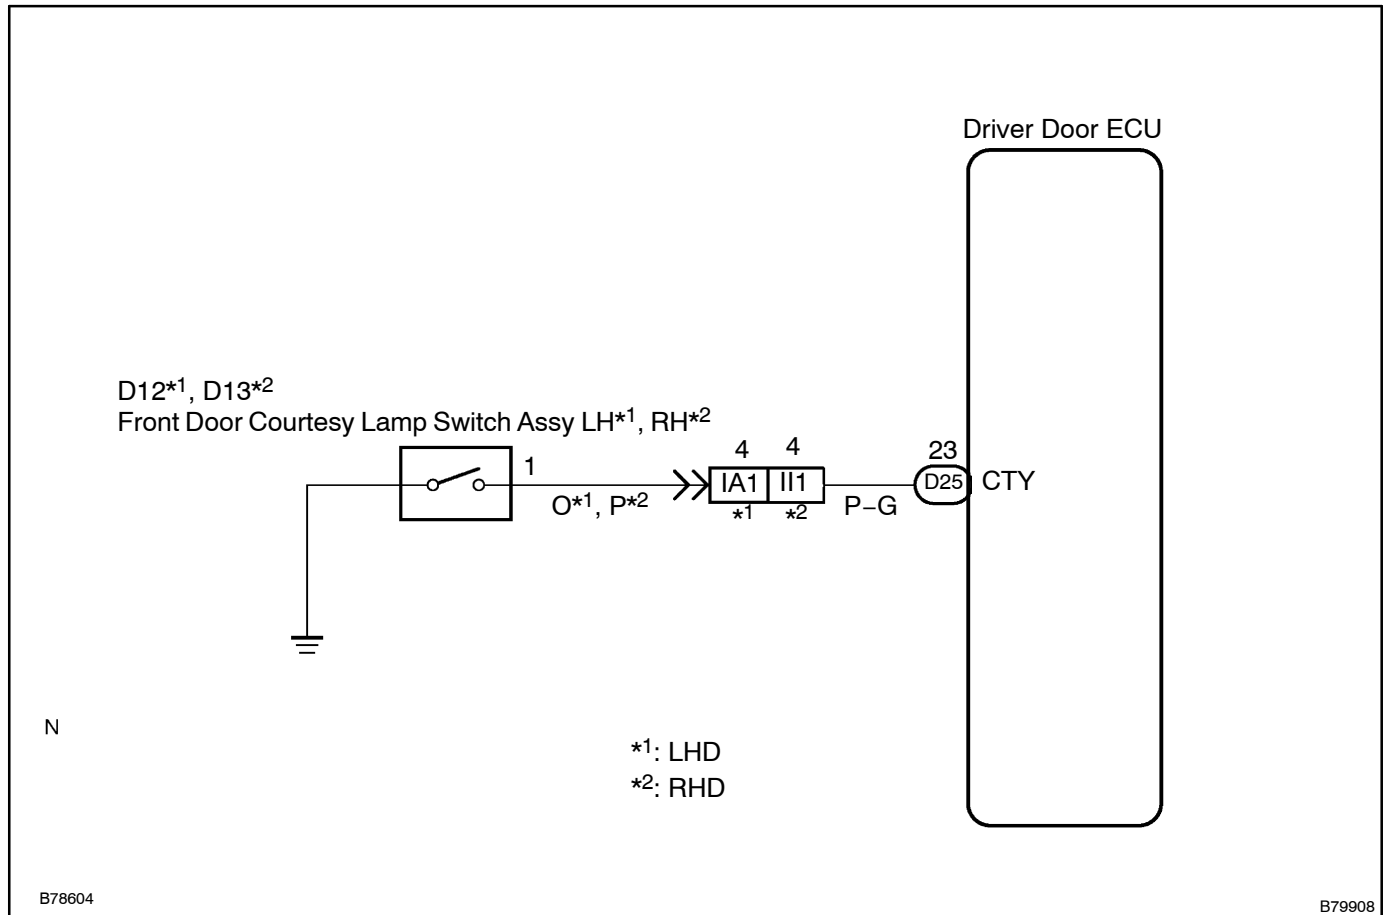 Driver Door ECU
D12*1, D13*2
Front Door Courtesy Lamp Switch Assy LH*1, RH*2
1
O*1, P*2
4 4
IA1 II1
*1 *2
P-G
23
D25 CTY
N
*1: LHD
*2: RHD
B78604
B79908